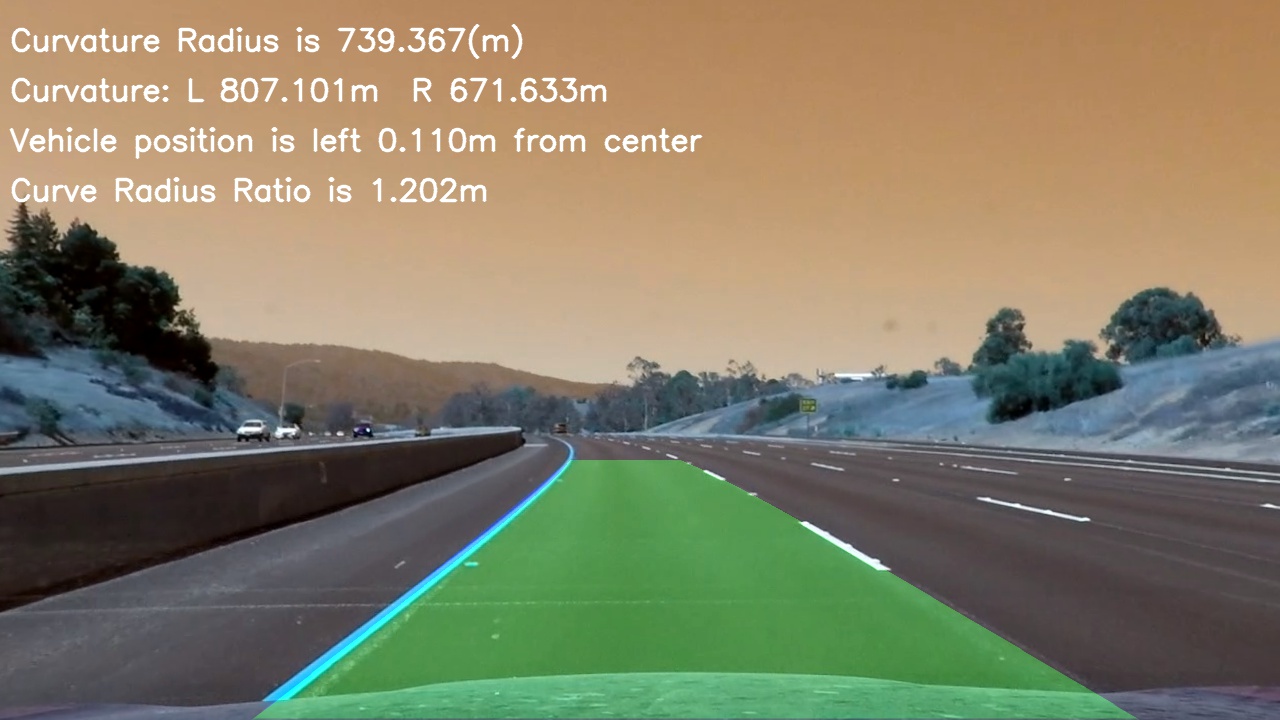 Curvature Radius is 739.367(m)
Curvature: L 807.101m R 671.633m
Vehicle position is left 0.110m from center
Curve Radius Ratio is 1.202m